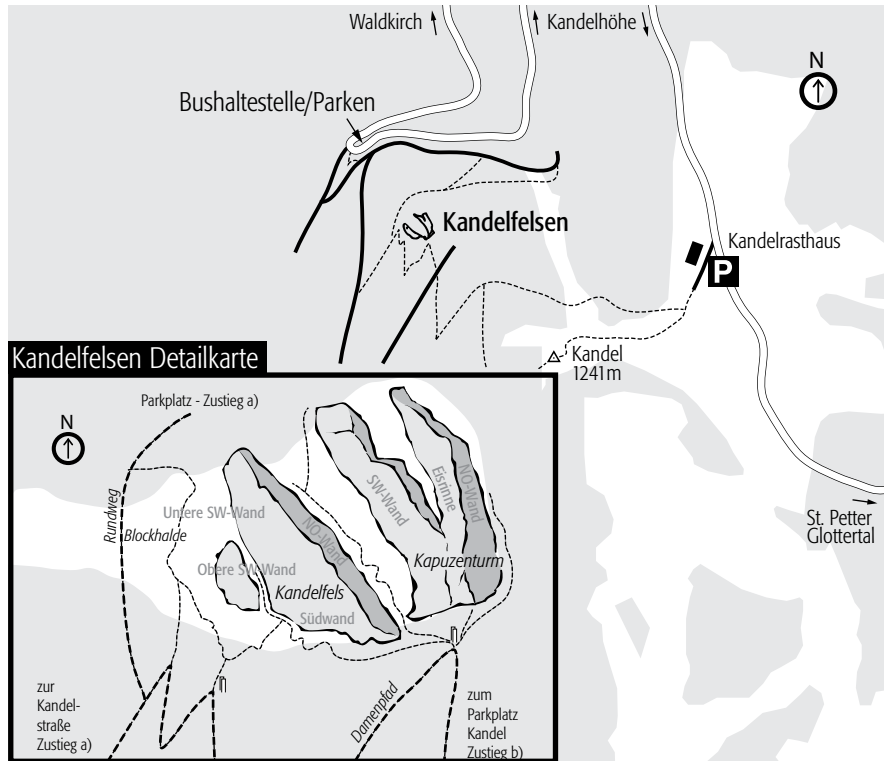 Waldkirch
Kandelhöhe
N
Bushaltestelle/Parken
Kandelfelsen
Kandelrasthaus
P
Kandel
1241 m
Kandelfelsen Detailkarte
Parkplatz - Zustieg a)
N
Rundweg
Blockhalde
Untere SW-Wand
Obere SW-Wand
NO-Wand
Kandelfels
Südwand
SW-Wand
Eisrinne
NO-Wand
Kapuzenturm
St. Petter
Glottertal
zur
Kandel-
straße
Zustieg a)
Damenpfad
zum
Parkplatz
Kandel
Zustieg b)